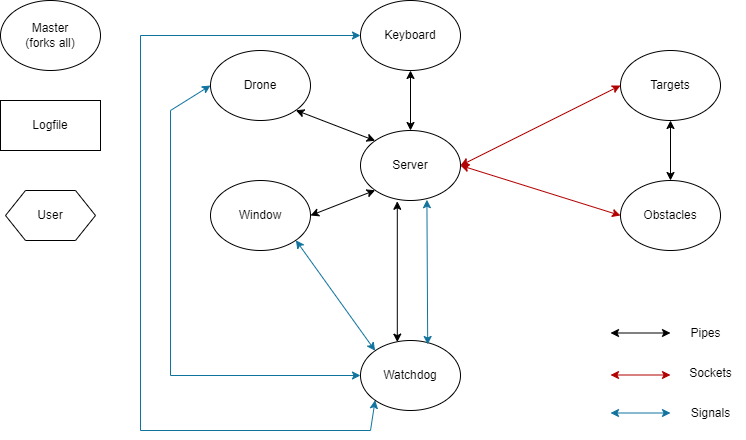 Master
(forks all)
Keyboard
Drone
Targets
Logfile
Server
User
Window
Obstacles
Pipes
Watchdog
Sockets
Signals